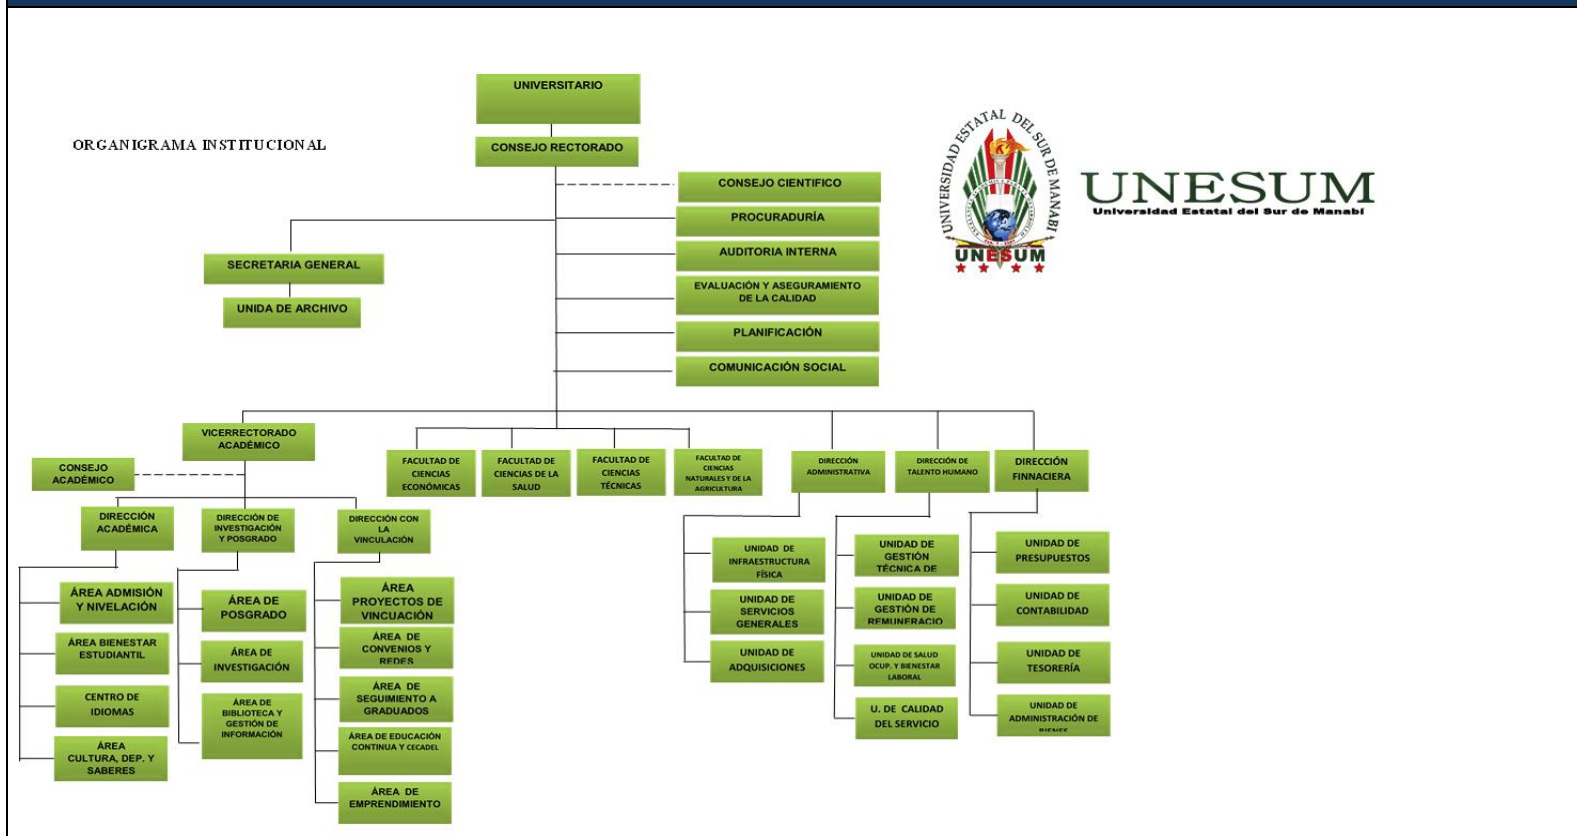 UNIVERSITARIO
CONSEJO RECTORADO
ORGANIGRAMA INSTITUCIONAL
UNIVERSIDAD ESTATAL DEL SUR DE MANABI
UNESUM
UNESUM
Universidad Estatal del Sur de Manabí
CONSEJO CIENTIFICO
PROCURADURÍA
AUDITORIA INTERNA
EVALUACIÓN Y ASEGURAMIENTO
DE LA CALIDAD
PLANIFICACIÓN
COMUNICACIÓN SOCIAL
SECRETARIA GENERAL
UNIDA DE ARCHIVO
VICERRECTORADO
ACADÉMICO
CONSEJO
ACADÉMICO
FACULTAD DE
CIENCIAS
ECONÓMICAS
FACULTAD DE
CIENCIAS DE LA
SALUD
FACULTAD DE
CIENCIAS
TÉCNICAS
FACULTAD DE
CIENCIAS
NATURALES Y DE LA
AGRICULTURA
DIRECCIÓN
ADMINISTRATIVA
DIRECCIÓN DE
TALENTO HUMANO
DIRECCIÓN
FINNACIERA
DIRECCIÓN
ACADÉMICA
DIRECCIÓN DE
INVESTIGACIÓN
Y POSGRADO
DIRECCIÓN CON
LA
VINCULACIÓN
ÁREA ADMISIÓN
Y NIVELACIÓN
ÁREA BIENESTAR
ESTUDIANTIL
CENTRO DE
IDIOMAS
ÁREA
CULTURA, DEP. Y
SABERES
ÁREA DE
POSGRADO
ÁREA DE
INVESTIGACIÓN
ÁREA DE
BIBLIOTECA Y
GESTIÓN DE
INFORMACIÓN
ÁREA
PROYECTOS DE
VINCUACIÓN
ÁREA DE
CONVENIOS Y
REDES
ÁREA DE
SEGUIMIENTO A
GRADUADOS
ÁREA DE EDUCACIÓN
CONTINUA Y CECADEL
ÁREA DE
EMPRENDIMIENTO
UNIDAD DE
INFRAESTRUCTURA
FÍSICA
UNIDAD DE
SERVICIOS
GENERALES
UNIDAD DE
ADQUISICIONES
UNIDAD DE
GESTIÓN
TÉCNICA DE
UNIDAD DE
GESTIÓN DE
REMUNERACIO
UNIDAD DE SALUD
OCUP. Y BIENESTAR
LABORAL
U. DE CALIDAD
DEL SERVICIO
UNIDAD DE
PRESUPUESTOS
UNIDAD DE
CONTABILIDAD
UNIDAD DE
TESORERÍA
UNIDAD DE
ADMINISTRACIÓN DE